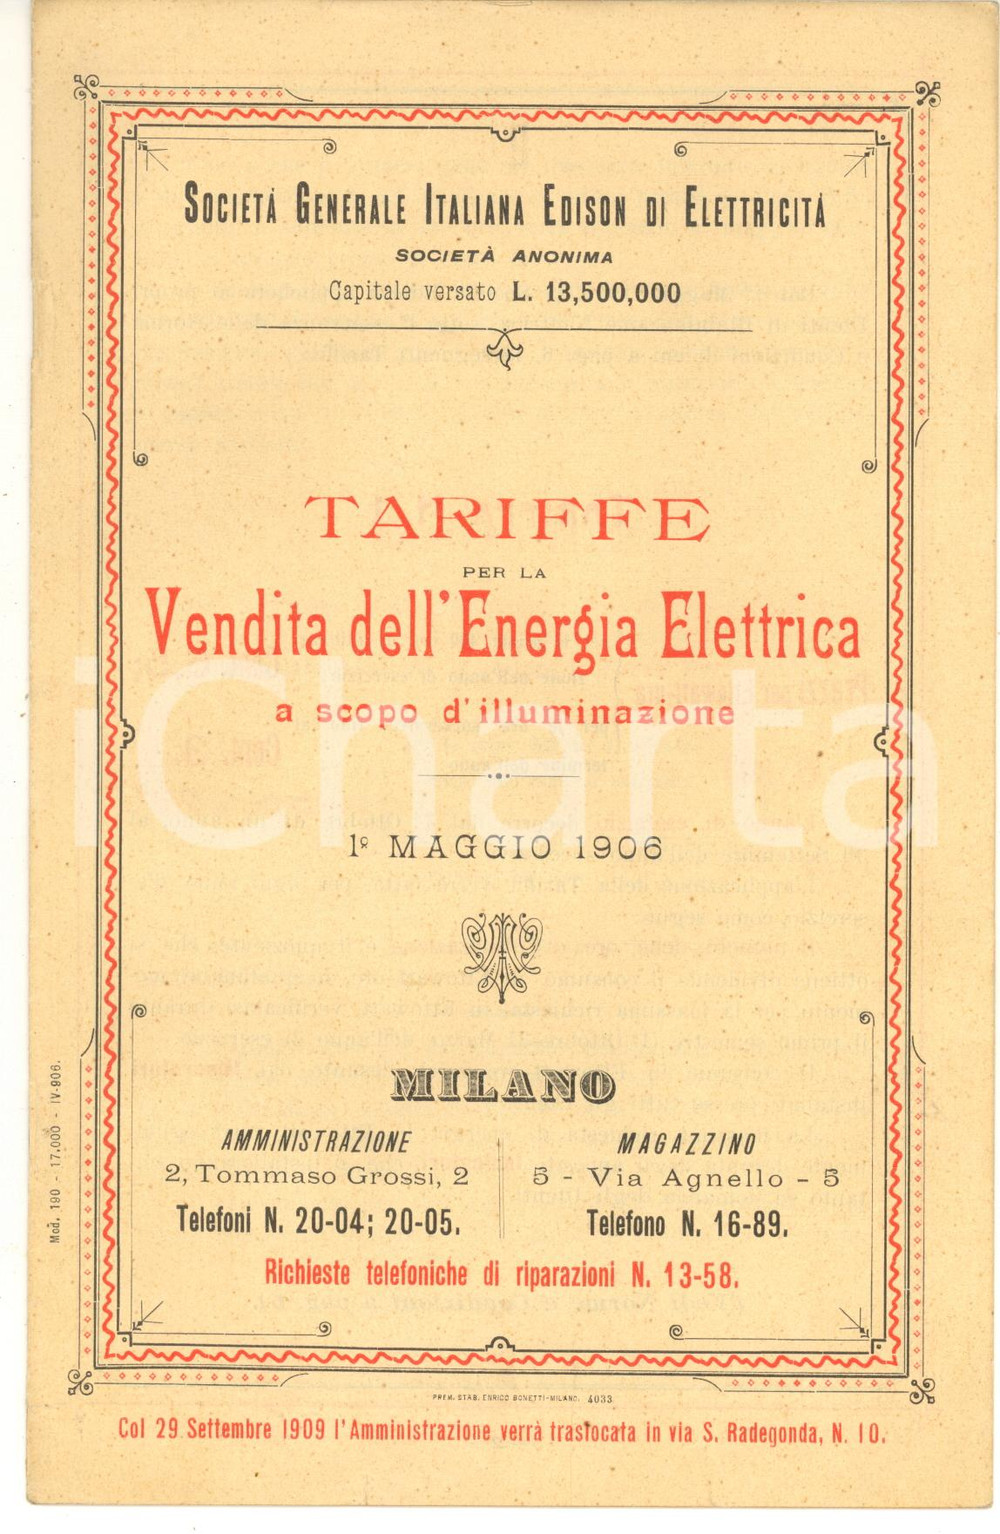 Società Generale Italiana Edison di Elettricità
SOCIETÀ ANONIMA
Capitale versato L. 13,500,000
TARIFFE
PER LA
Vendita dell'Energia Elettrica
a scopo d'illuminazione
1º MAGGIO 1906
MILANO
AMMINISTRAZIONE
2, Tommaso Grossi, 2
Telefoni N. 20-04; 20-05.
MAGAZZINO
5 - Via Agnello - 5
Telefono N. 16-89.
Richieste telefoniche di riparazioni N. 13-58.
PREM. STAB. ENRICO BONETTI-MILANO. 4033
Col 29 Settembre 1909 l'Amministrazione verrà traslocata in via S. Radegonda, N. 10.
Mod. 190 - 17.000 - IV-906.
iCharta